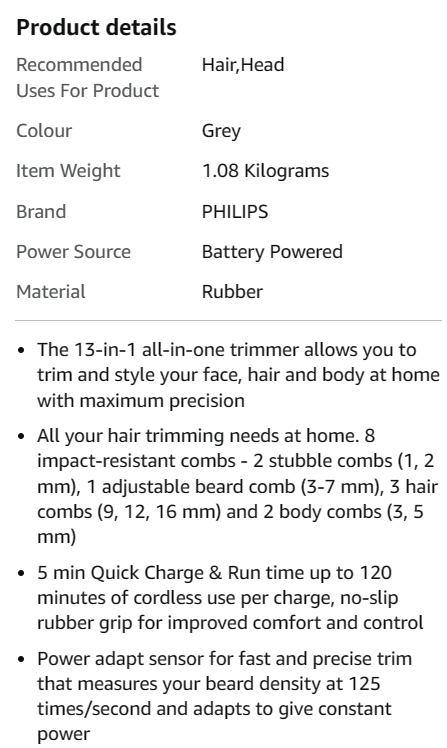 Product details
Recommended Uses For Product Hair,Head
Colour Grey
Item Weight 1.08 Kilograms
Brand PHILIPS
Power Source Battery Powered
Material Rubber
• The 13-in-1 all-in-one trimmer allows you to
trim and style your face, hair and body at home
with maximum precision
• All your hair trimming needs at home. 8
impact-resistant combs - 2 stubble combs (1, 2
mm), 1 adjustable beard comb (3-7 mm), 3 hair
combs (9, 12, 16 mm) and 2 body combs (3, 5
mm)
• 5 min Quick Charge & Run time up to 120
minutes of cordless use per charge, no-slip
rubber grip for improved comfort and control
• Power adapt sensor for fast and precise trim
that measures your beard density at 125
times/second and adapts to give constant
power